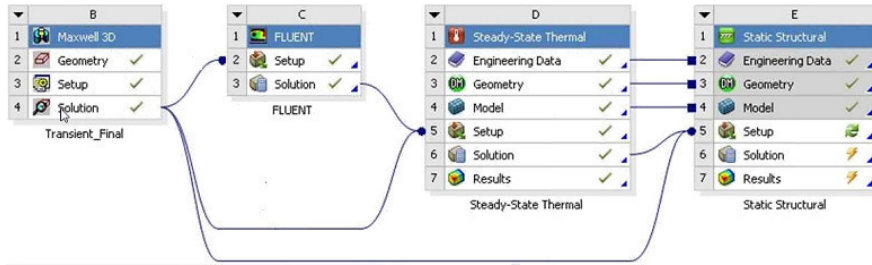 B
1 Maxwell 3D
2 Geometry
3 Setup
4 Solution
Transient_Final
C
1 FLUENT
2 Setup
3 Solution
FLUENT
D
1 Steady-State Thermal
2 Engineering Data
3 Geometry
4 Model
5 Setup
6 Solution
7 Results
Steady-State Thermal
E
1 Static Structural
2 Engineering Data
3 Geometry
4 Model
5 Setup
6 Solution
7 Results
Static Structural